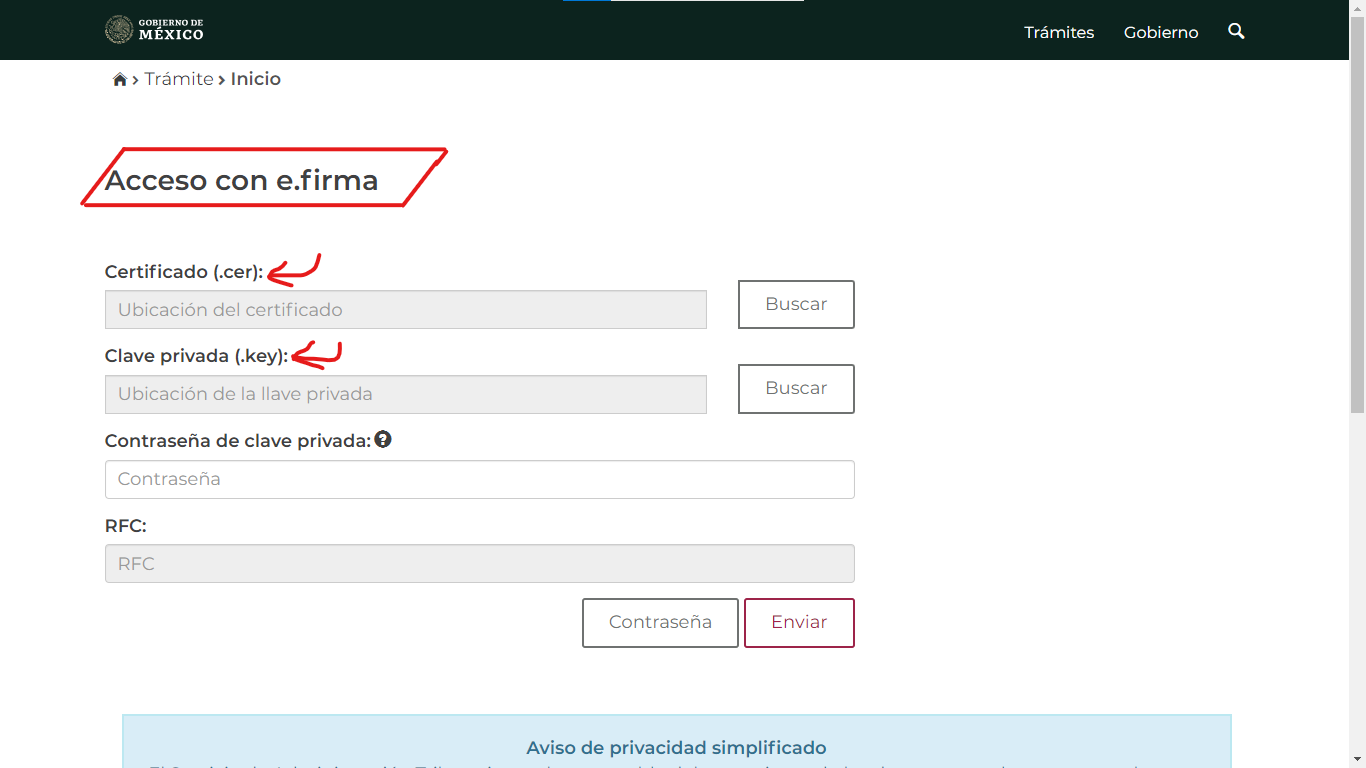 GOBIERNO DE
MÉXICO
Trámites Gobierno
Trámite Inicio
Acceso con e.firma
Certificado (.cer):
Ubicación del certificado
Buscar
Clave privada (.key):
Ubicación de la llave privada
Buscar
Contraseña de clave privada:
Contraseña
RFC:
RFC
Contraseña Enviar
Aviso de privacidad simplificado